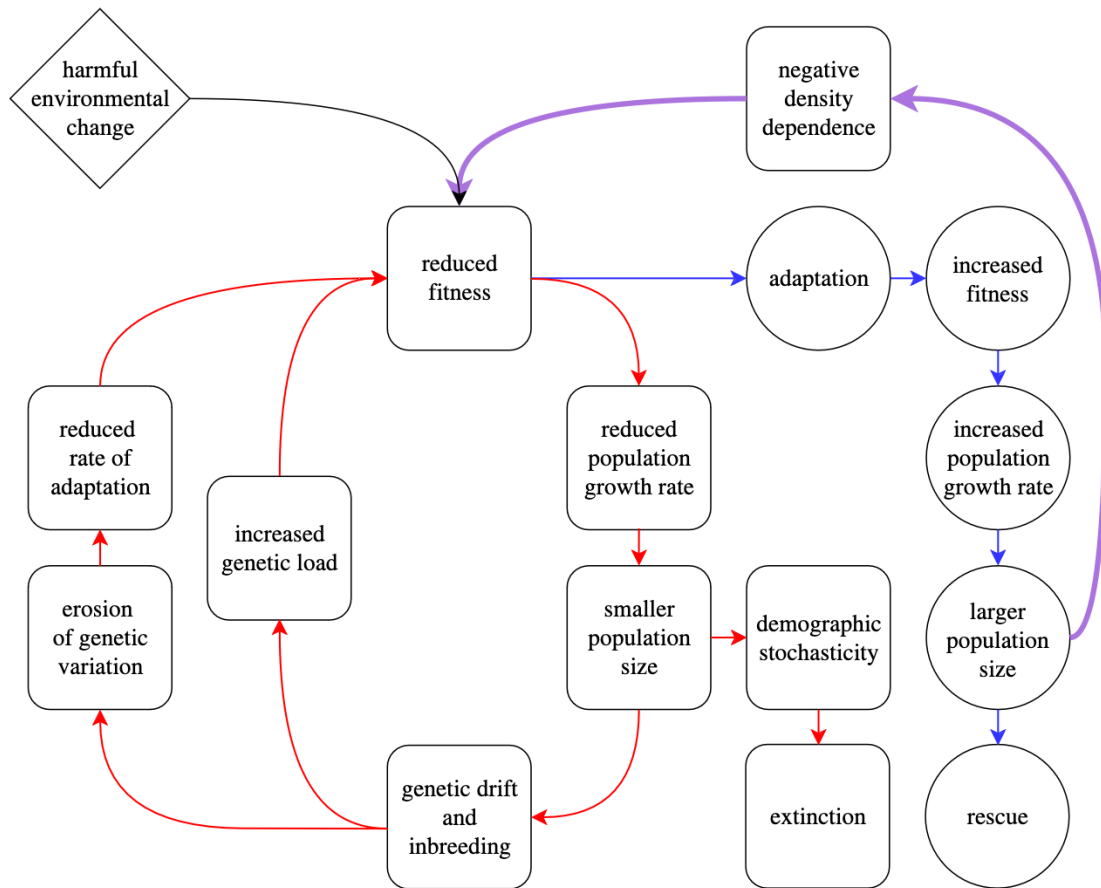 harmful
environmental
change
negative
density
dependence
reduced
fitness
adaptation
increased
fitness
reduced
rate of
adaptation
increased
genetic load
reduced
population
growth rate
increased
population
growth rate
erosion
of genetic
variation
smaller
population
size
demographic
stochasticity
larger
population
size
genetic drift
and
inbreeding
extinction
rescue